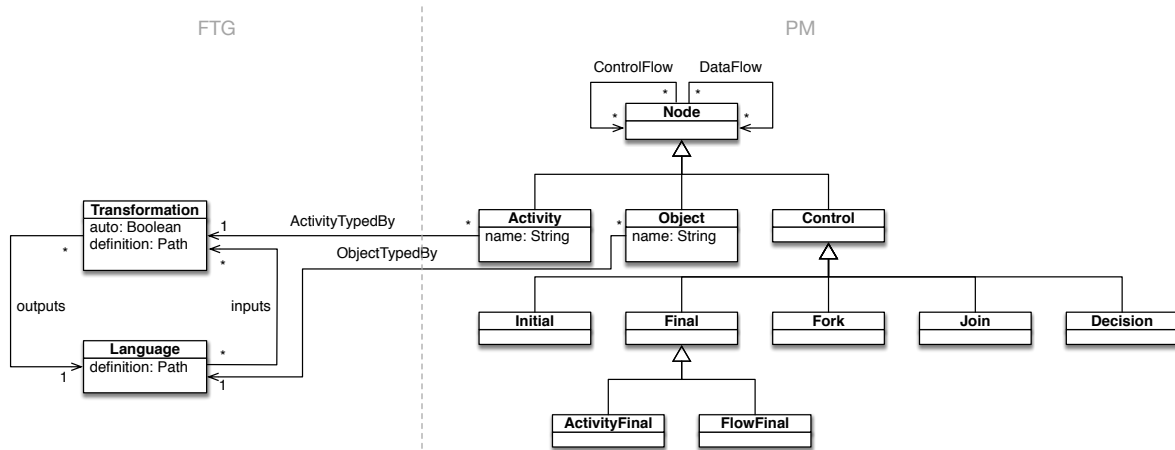 FTG
PM
ControlFlow
DataFlow
*
*
*
*
Node
Transformation
auto: Boolean
definition: Path
1
ActivityTypedBy
*
Activity
name: String
*
Object
name: String
Control
*
*
ObjectTypedBy
outputs
inputs
Initial
Final
Fork
Join
Decision
Language
definition: Path
*
1
1
ActivityFinal
FlowFinal